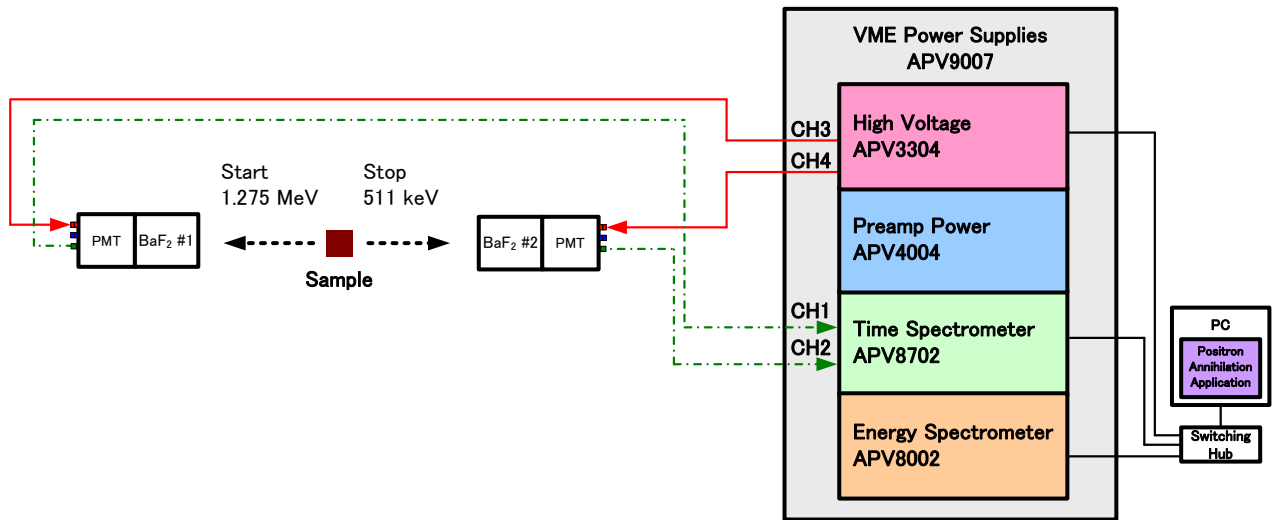 VME Power Supplies
APV9007
High Voltage
APV3304
CH3
CH4
Start
1.275 MeV
Stop
511 keV
PMT
BaF₂ #1
BaF₂ #2
PMT
Sample
Preamp Power
APV4004
CH1
CH2
Time Spectrometer
APV8702
Energy Spectrometer
APV8002
PC
Positron
Annihilation
Application
Switching
Hub